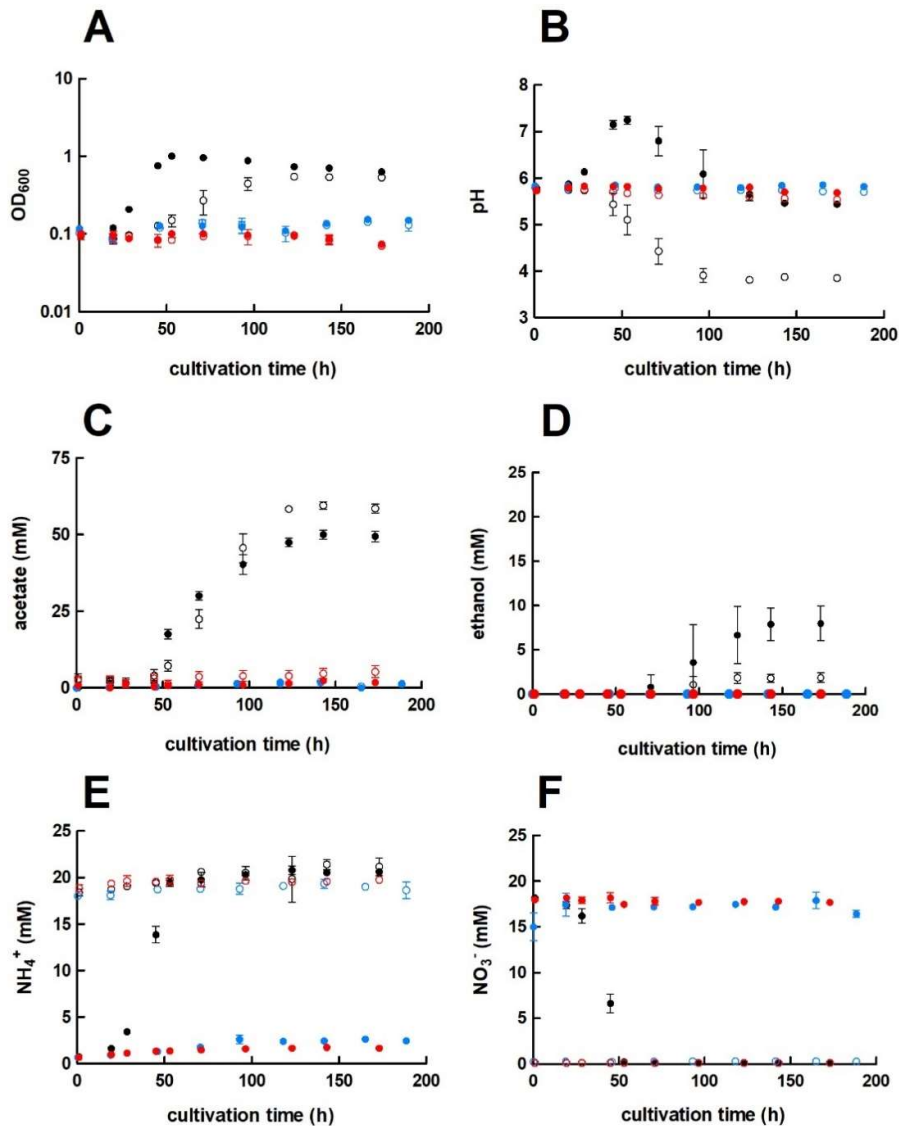 A
B
10
1
0.1
0.01
OD600
0 50 100 150 200
cultivation time (h)
8
7
6
5
4
3
pH
0 50 100 150 200
cultivation time (h)
C
D
75
50
25
0
acetate (mM)
0 50 100 150 200
cultivation time (h)
25
20
15
10
5
0
ethanol (mM)
0 50 100 150 200
cultivation time (h)
E
F
25
20
15
10
5
0
NH4+ (mM)
0 50 100 150 200
cultivation time (h)
25
20
15
10
5
0
NO3- (mM)
0 50 100 150 200
cultivation time (h)